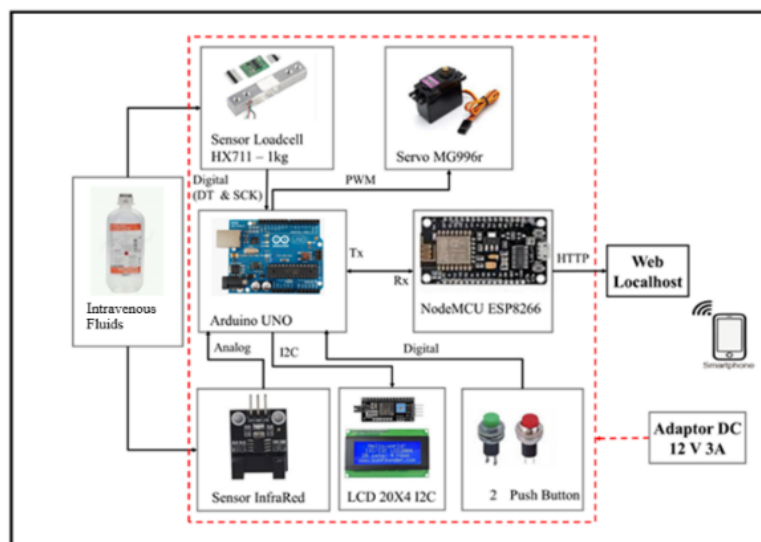 Sensor Loadcell
HX711 – 1kg
Servo MG996r
Digital
(DT & SCK)
PWM
Intravenous
Fluids
Arduino UNO
Tx
Rx
NodeMCU ESP8266
HTTP
Web
Localhost
Smartphone
Analog
I2C
Digital
Sensor InfraRed
LCD 20X4 I2C
2 Push Button
Adaptor DC
12 V 3A